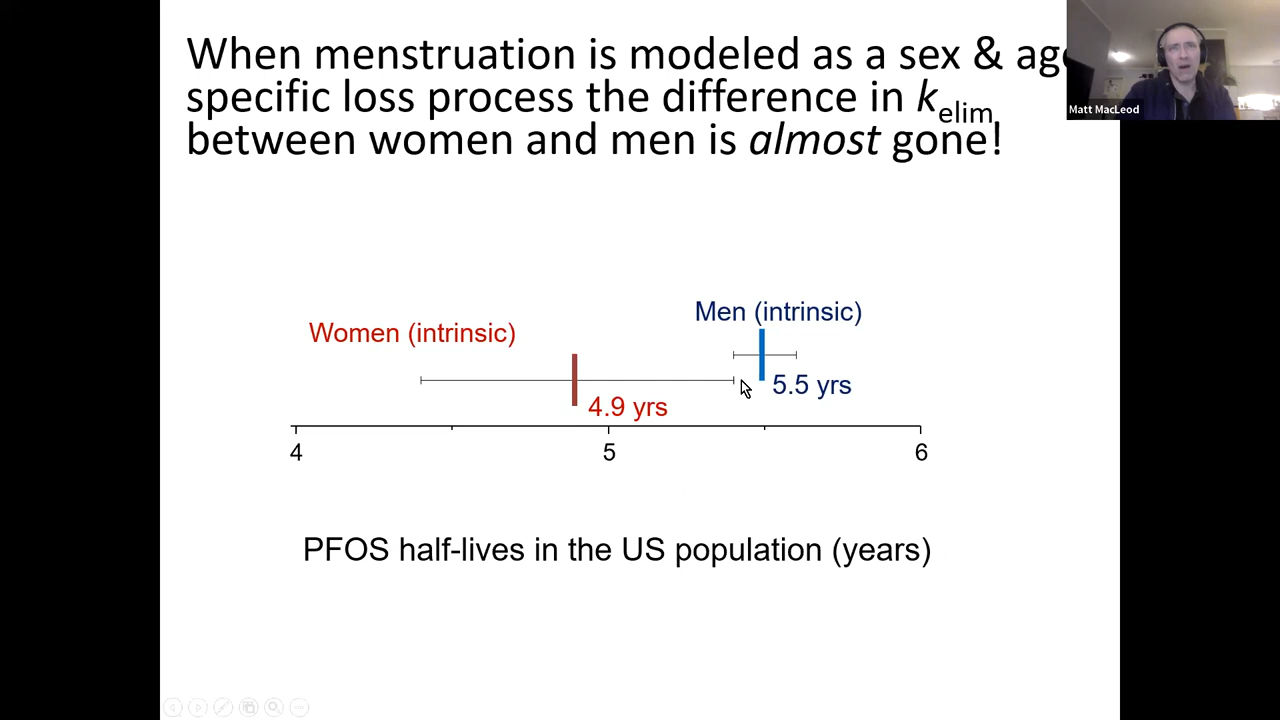 When menstruation is modeled as a sex & age
specific loss process the difference in kelim
between women and men is almost gone!
Matt MacLeod
Men (intrinsic)
Women (intrinsic)
5.5 yrs
4.9 yrs
4 5 6
PFOS half-lives in the US population (years)